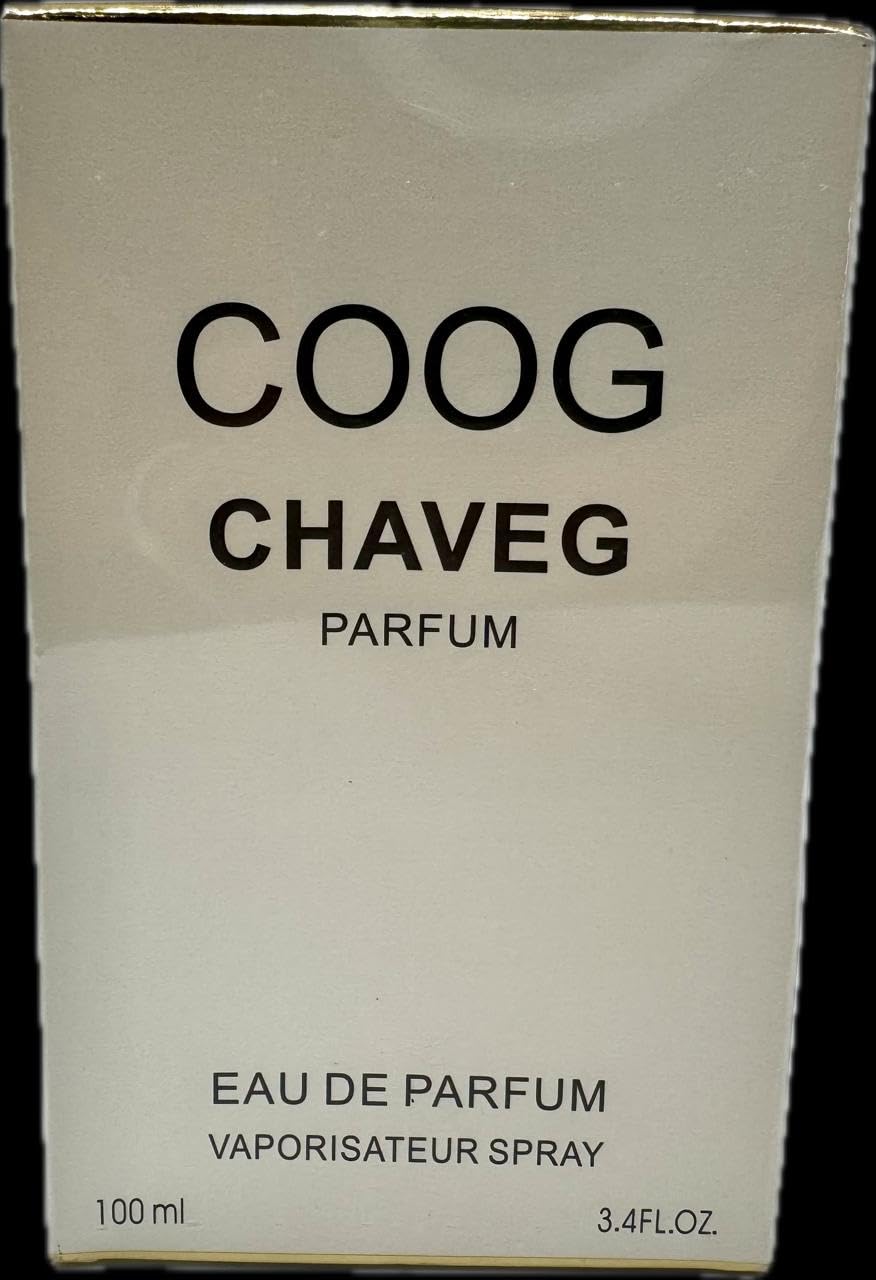 COOG
CHAVEG
PARFUM
EAU DE PARFUM
VAPORISATEUR SPRAY
100 ml
3.4FL.OZ.